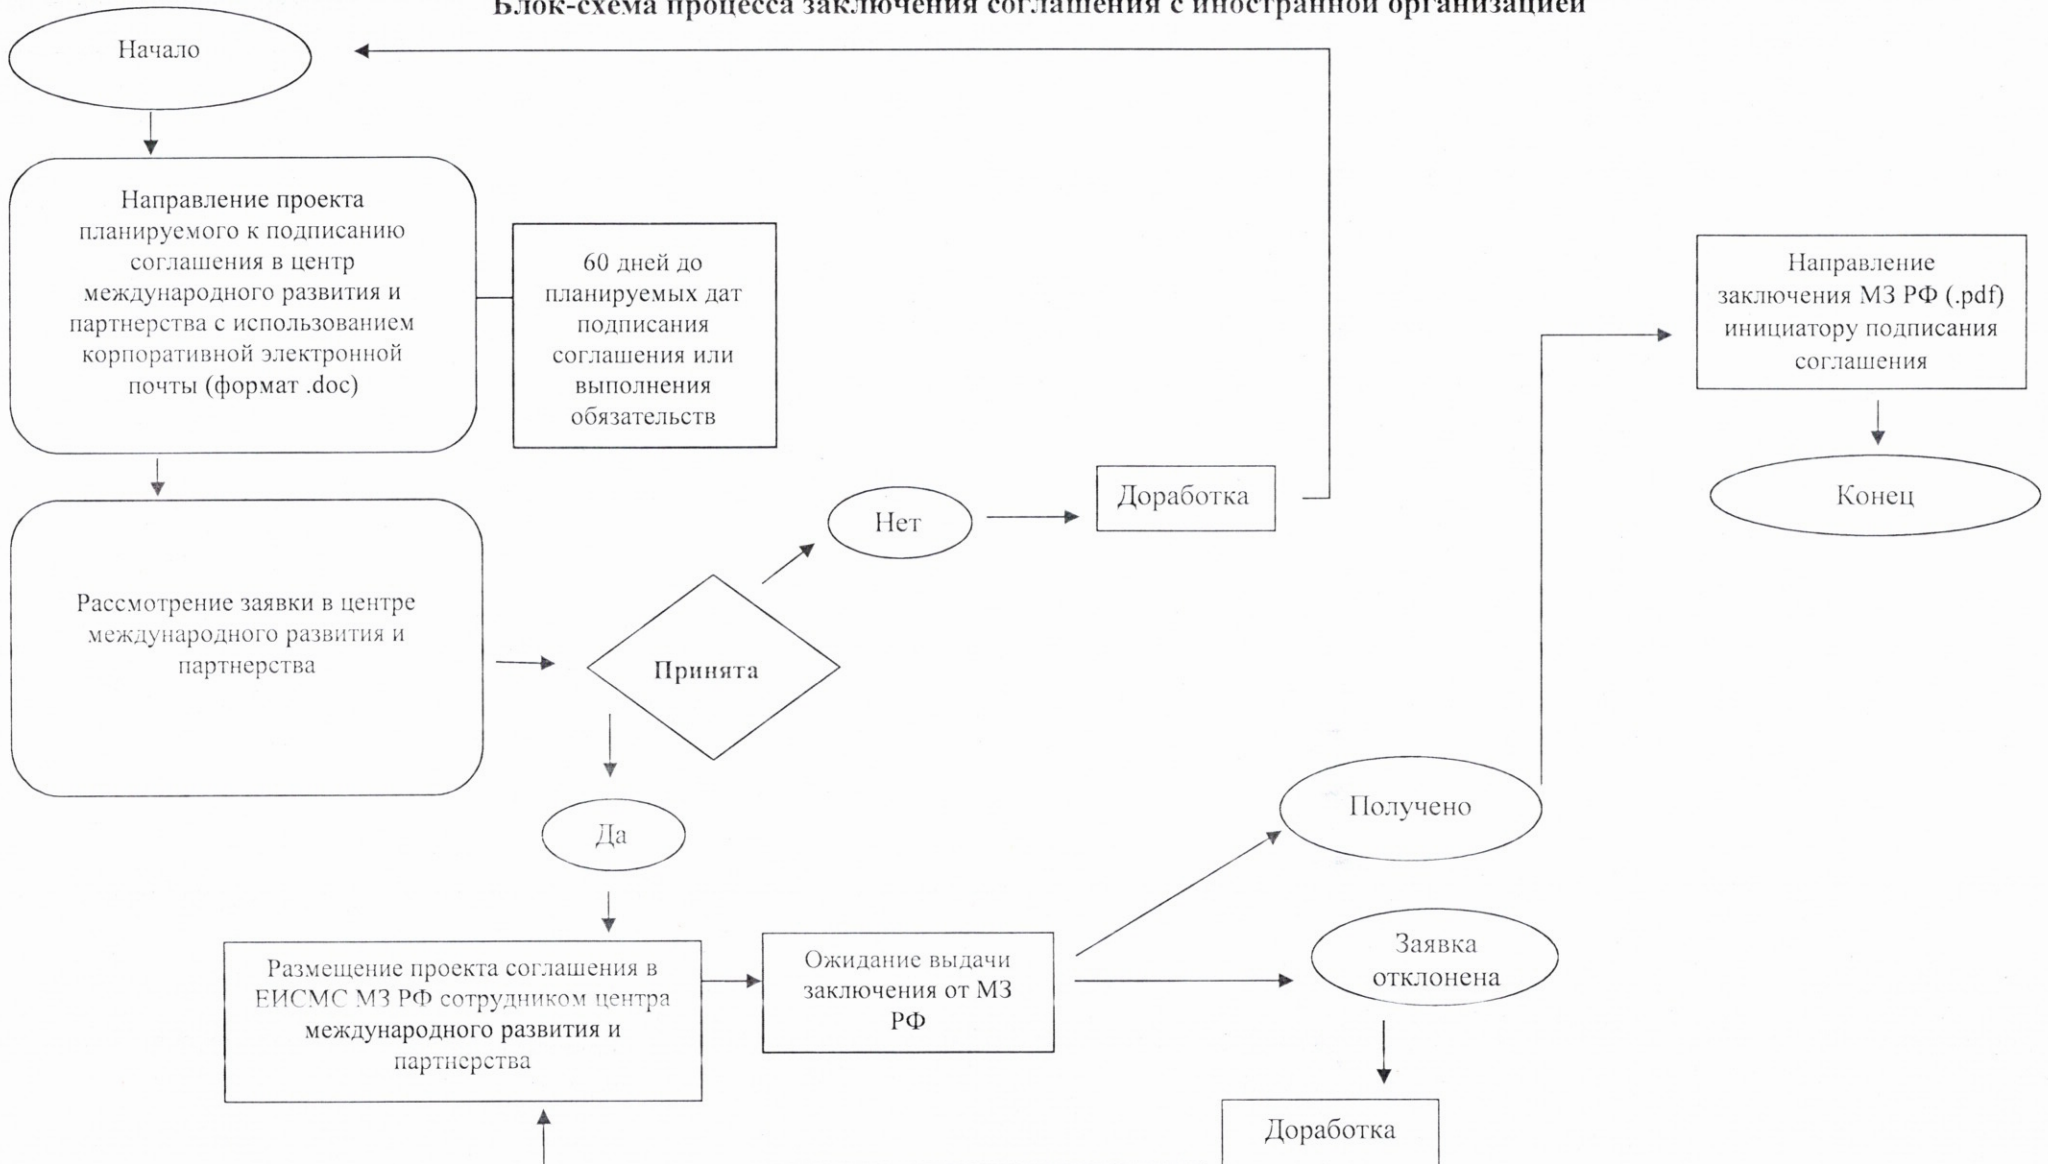 Блок-схема процесса заключения соглашения с иностранной организацией
Начало
Направление проекта
планируемого к подписанию
соглашения в центр
международного развития и
партнерства с использованием
корпоративной электронной
почты (формат .doc)
60 дней до
планируемых дат
подписания
соглашения или
выполнения
обязательств
Рассмотрение заявки в центре
международного развития и
партнерства
Принята
Нет
Доработка
Да
Размещение проекта соглашения в
ЕИСМС МЗ РФ сотрудником центра
международного развития и
партнерства
Ожидание выдачи
заключения от МЗ
РФ
Получено
Заявка
отклонена
Доработка
Направление
заключения МЗ РФ (.pdf)
инициатору подписания
соглашения
Конец